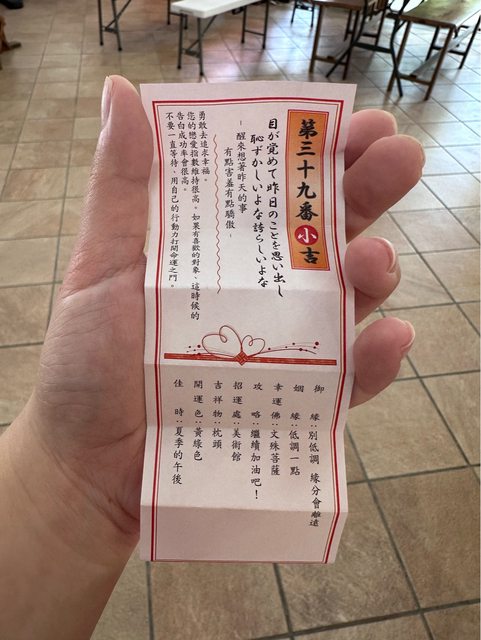 第三十九番 小吉
目が覚めて昨日のことを思い出し
恥ずかしいよな誇らしいよな
- 醒來想著昨天的事
有點害羞有點驕傲 -
勇敢去追求幸福。
您的戀愛指數維持很高。如果有喜歡的對象、這時候的
告白成功率會很高。
不要一直等待、用自己的行動力打開命運之門。
御緣:別低調 緣分會離遠
姻緣:低調一點
幸運佛:文殊菩薩
攻略:繼續加油吧！
招運處:美術館
吉祥物:枕頭
開運色:黃綠色
佳時:夏季的午後